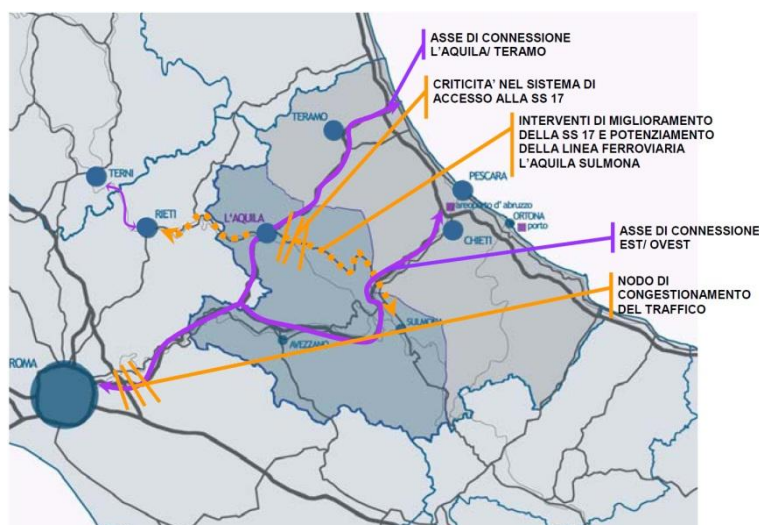 ASSE DI CONNESSIONE
L'AQUILA/ TERAMO
CRITICITA' NEL SISTEMA DI
ACCESSO ALLA SS 17
INTERVENTI DI MIGLIORAMENTO
DELLA SS 17 E POTENZIAMENTO
DELLA LINEA FERROVIARIA
L'AQUILA SULMONA
TERAMO
TERNI
PESCARA
areoporto d'abruzzo
RIETI
L'AQUILA
ORTONA
porto
CHIETI
ASSE DI CONNESSIONE
EST/ OVEST
NODO DI
CONGESTIONAMENTO
DEL TRAFFICO
SULMONA
AVEZZANO
ROMA